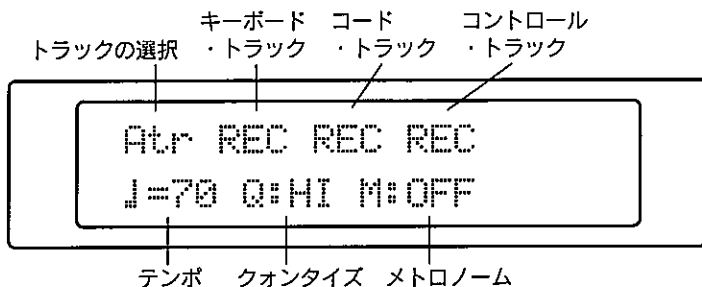 キーボード コード コントロール
トラックの選択 ・トラック ・トラック ・トラック
Atr REC REC REC
♩=70 Q:HI M:OFF
テンポ クォンタイズ メトロノーム